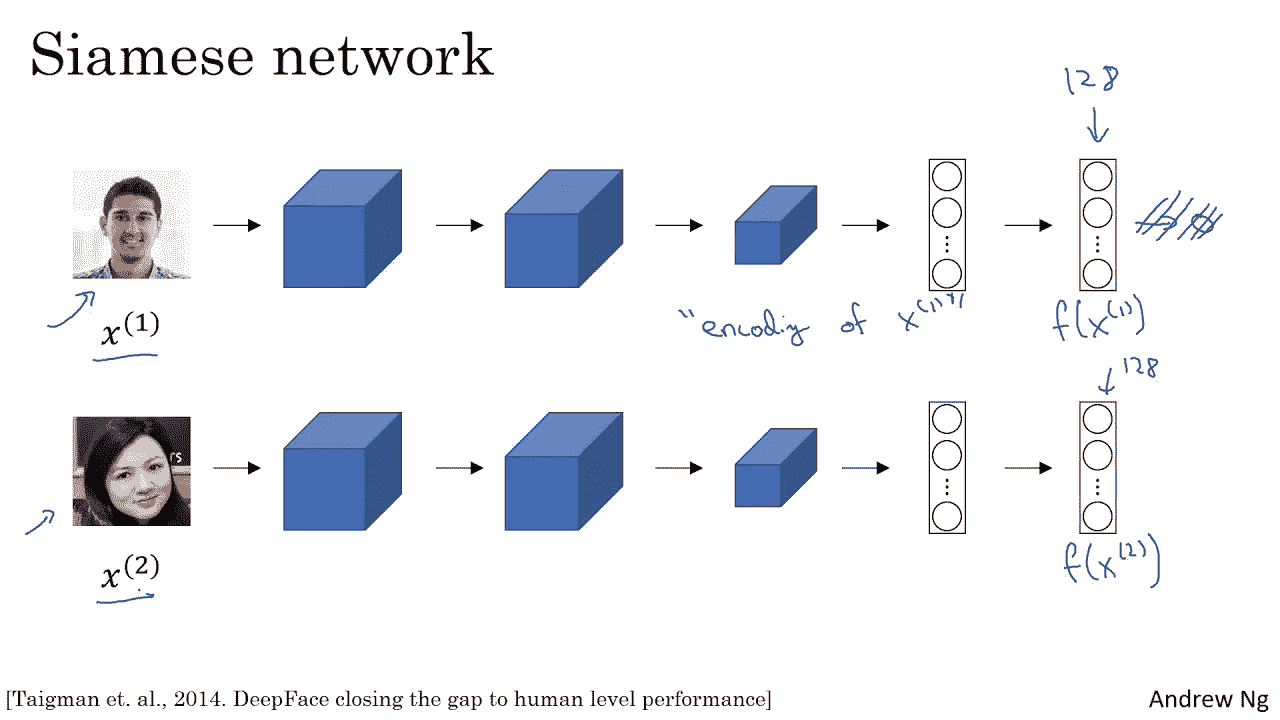 Siamese network
128
x^(1)
"encoding of x^(1)"
f(x^(1))
rs
128
x^(2)
f(x^(2))
[Taigman et. al., 2014. DeepFace closing the gap to human level performance]
Andrew Ng